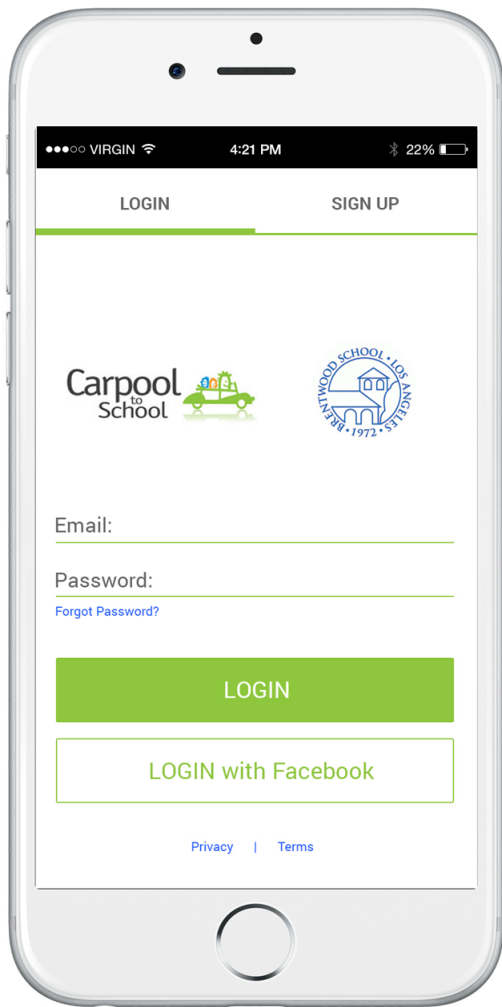 VIRGIN 4:21 PM 22%
LOGIN SIGN UP
Carpool
to
School
BRENTWOOD SCHOOL • LOS ANGELES
• 1972 •
Email:
Password:
Forgot Password?
LOGIN
LOGIN with Facebook
Privacy | Terms